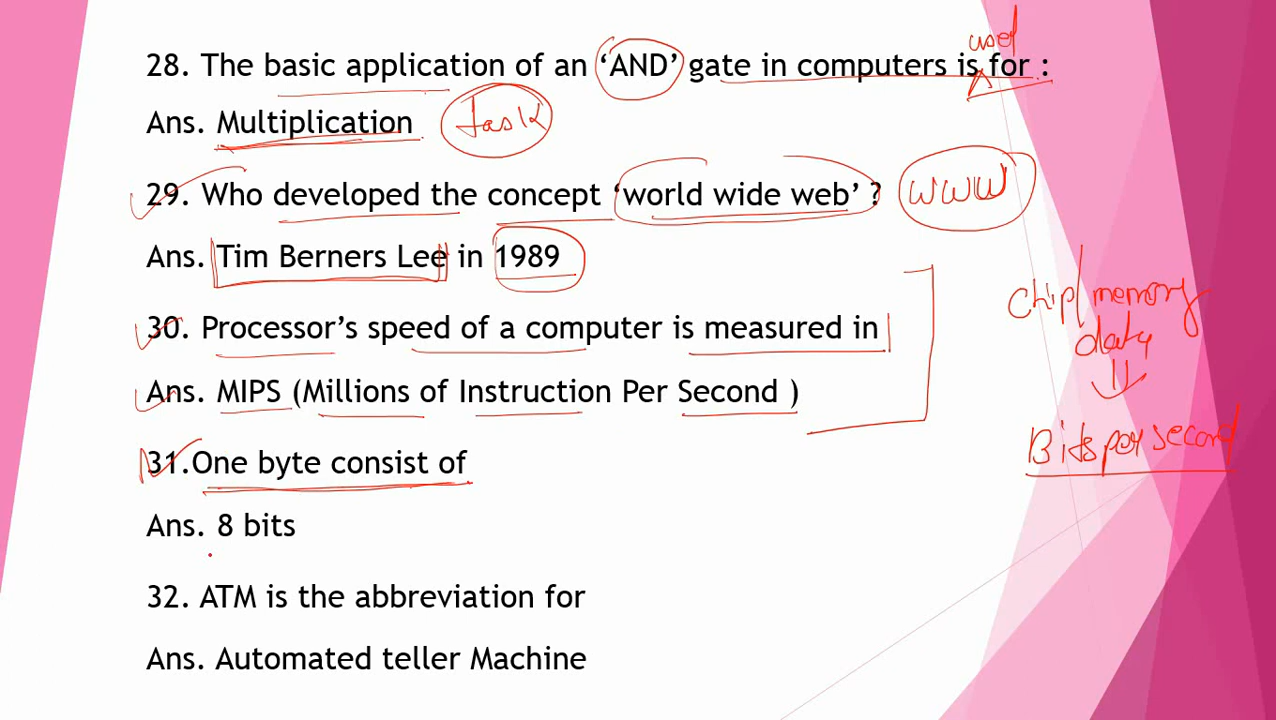 used
28. The basic application of an ‘AND’ gate in computers is for :
Ans. Multiplication task
29. Who developed the concept ‘world wide web’ ? WWW
Ans. Tim Berners Lee in 1989
chip/memory
data
30. Processor’s speed of a computer is measured in
Ans. MIPS (Millions of Instruction Per Second )
Bits per second
31.One byte consist of
Ans. 8 bits
32. ATM is the abbreviation for
Ans. Automated teller Machine